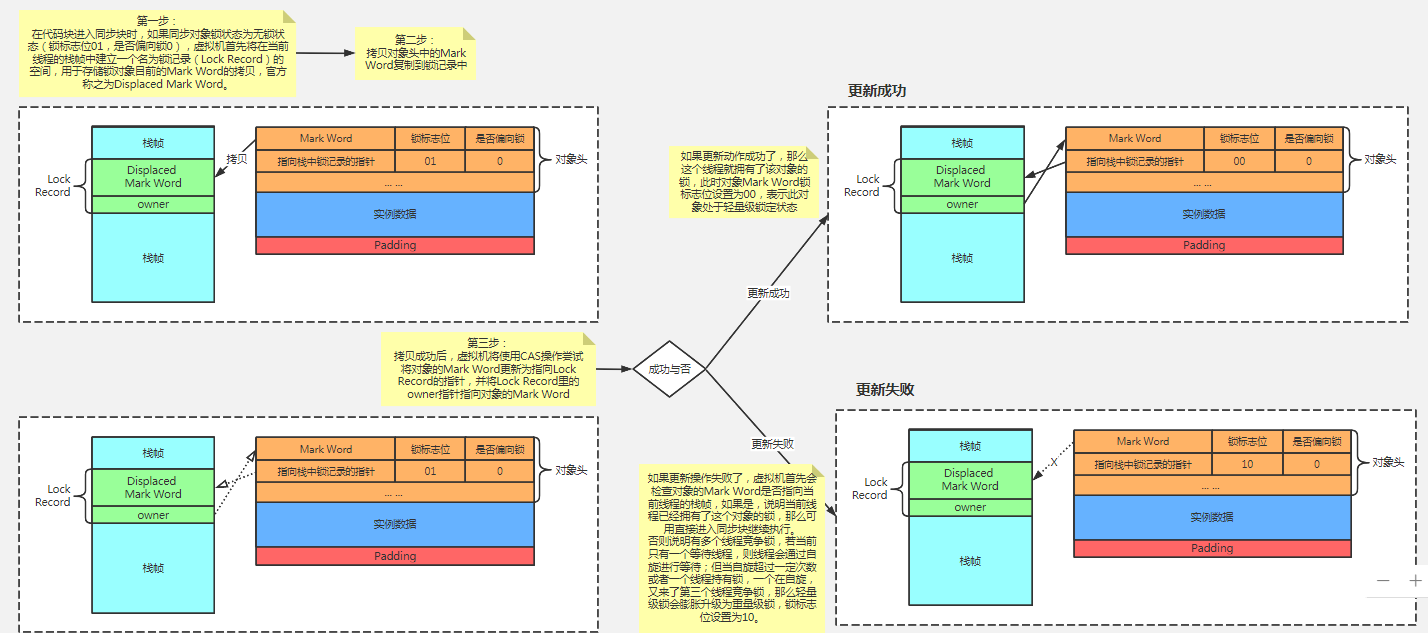 第一步：
在代码块进入同步块时，如果同步对象锁状态为无锁状
态（锁标志位01，是否偏向锁0），虚拟机首先将在当前
线程的栈帧中建立一个名为锁记录（Lock Record）的
空间，用于存储锁对象目前的Mark Word的拷贝，官方
称之为Displaced Mark Word。
第二步：
拷贝对象头中的Mark
Word复制到锁记录中
栈帧
Displaced
Mark Word
owner
栈帧
Lock
Record
拷贝
Mark Word
锁标志位
是否偏向锁
指向栈中锁记录的指针
01
0
... ...
实例数据
Padding
对象头
第三步：
拷贝成功后，虚拟机将使用CAS操作尝试
将对象的Mark Word更新为指向Lock
Record的指针，并将Lock Record里的
owner指针指向对象的Mark Word
成功与否
栈帧
Displaced
Mark Word
owner
栈帧
Lock
Record
Mark Word
锁标志位
是否偏向锁
指向栈中锁记录的指针
01
0
... ...
实例数据
Padding
对象头
更新成功
如果更新动作成功了，那么
这个线程就拥有了该对象的
锁，此时对象Mark Word锁
标志位设置为00，表示此对
象处于轻量级锁定状态
更新成功
栈帧
Displaced
Mark Word
owner
栈帧
Lock
Record
Mark Word
锁标志位
是否偏向锁
指向栈中锁记录的指针
00
0
... ...
实例数据
Padding
对象头
更新失败
如果更新操作失败了，虚拟机首先会
检查对象的Mark Word是否指向当
前线程的栈帧，如果是，说明当前线
程已经拥有了这个对象的锁，那么可
用直接进入同步块继续执行。
否则说明有多个线程竞争锁，若当前
只有一个等待线程，则线程会通过自
旋进行等待；但当自旋超过一定次数
或者一个线程持有锁，一个在自旋，
又来了第三个线程竞争锁，那么轻量
级锁会膨胀升级为重量级锁，锁标志
位设置为10。
更新失败
栈帧
Displaced
Mark Word
owner
栈帧
Lock
Record
X
Mark Word
锁标志位
是否偏向锁
指向栈中锁记录的指针
10
0
... ...
实例数据
Padding
对象头